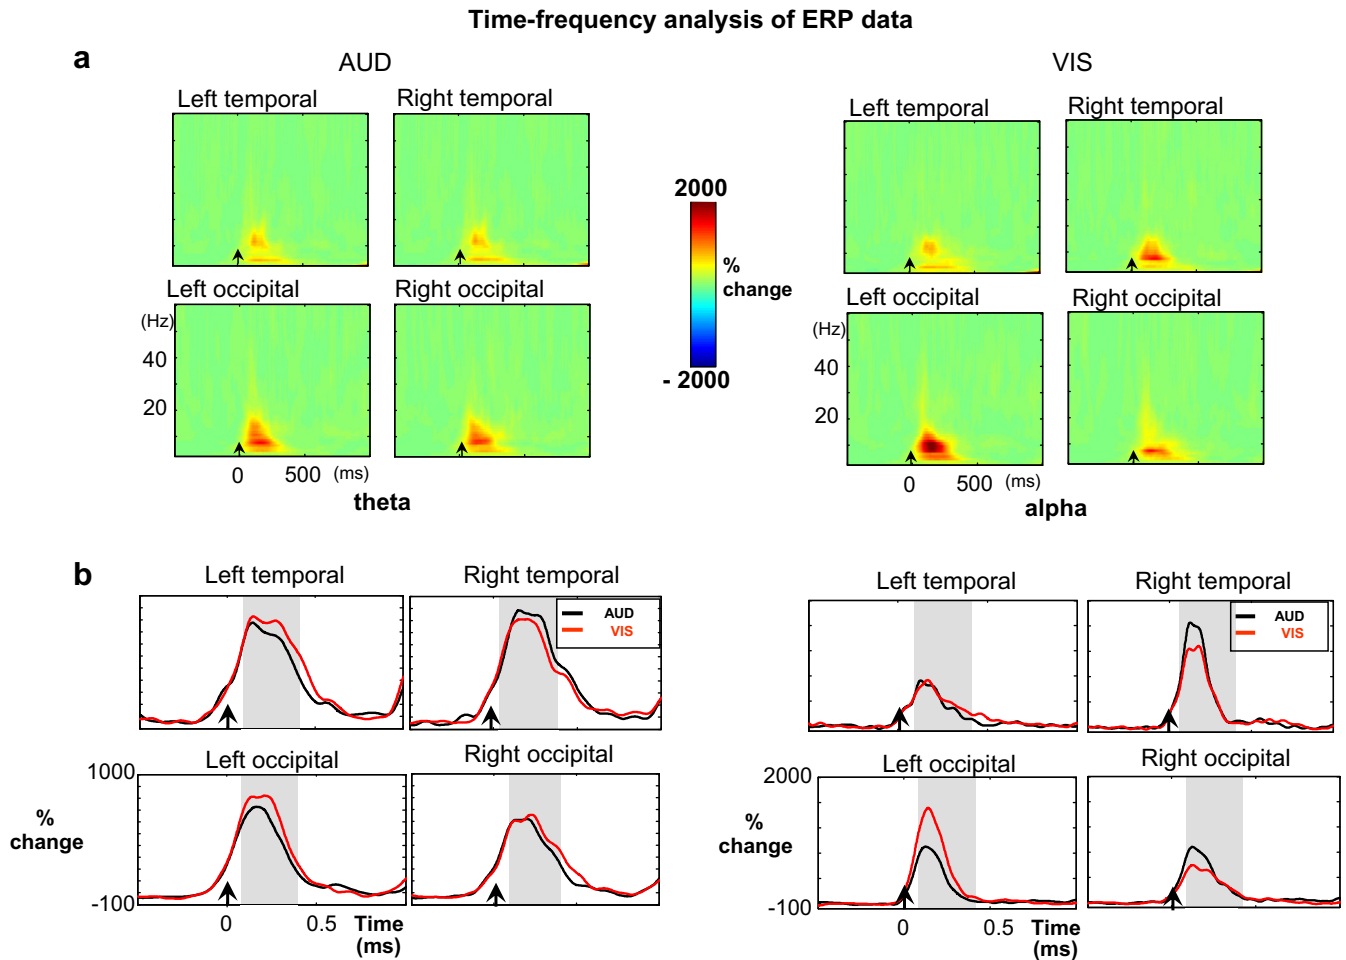 Time-frequency analysis of ERP data
a
AUD
VIS
Left temporal
Right temporal
Left temporal
Right temporal
2000
%
change
- 2000
Left occipital
Right occipital
Left occipital
Right occipital
(Hz)
40
20
(Hz)
40
20
0
500
(ms)
0
500
(ms)
theta
alpha
b
Left temporal
Right temporal
Left temporal
Right temporal
AUD
VIS
AUD
VIS
Left occipital
Right occipital
Left occipital
Right occipital
1000
%
change
-100
2000
%
change
-100
0
0.5
Time
(ms)
0
0.5
Time
(ms)